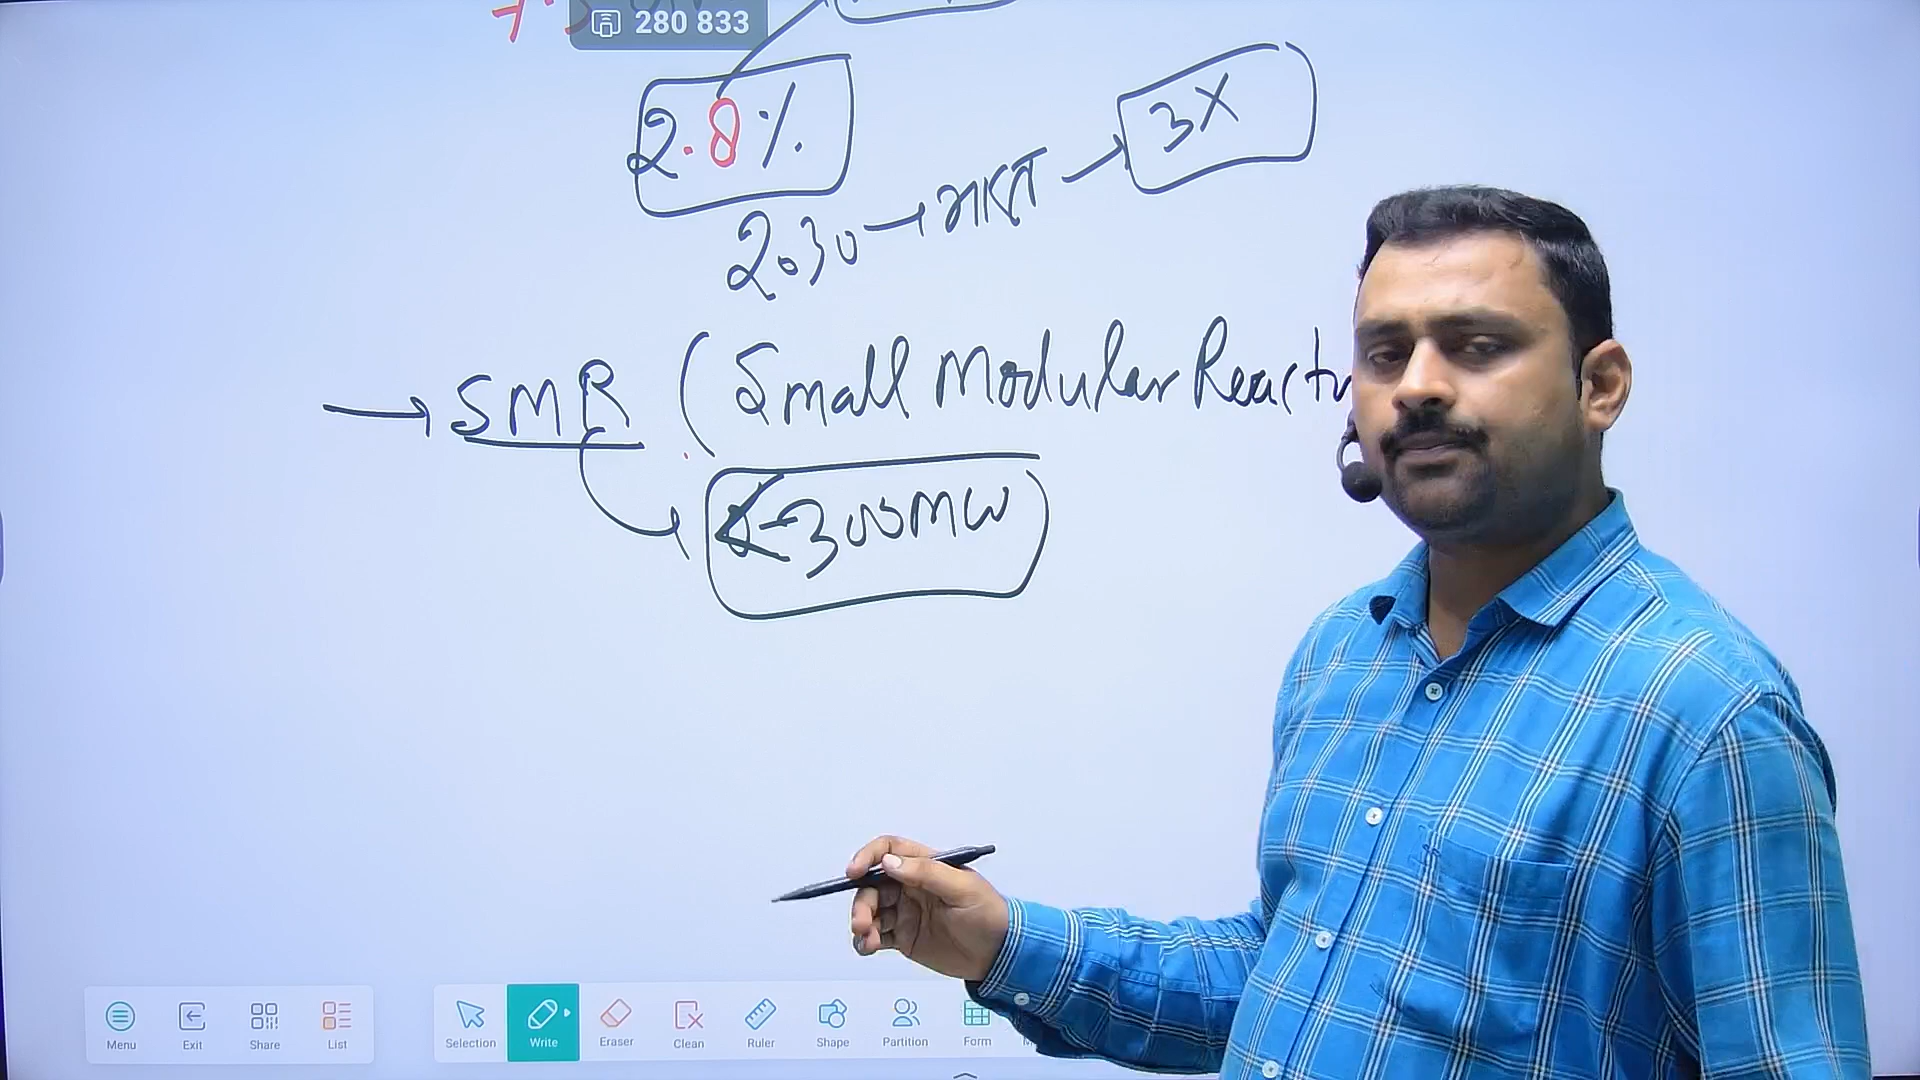 280 833
2.8%
3X
2030 → भारत →
→ SMR (Small Modular Reactor
<300MW
Menu Exit Share List Selection Write Eraser Clean Ruler Shape Partition Form